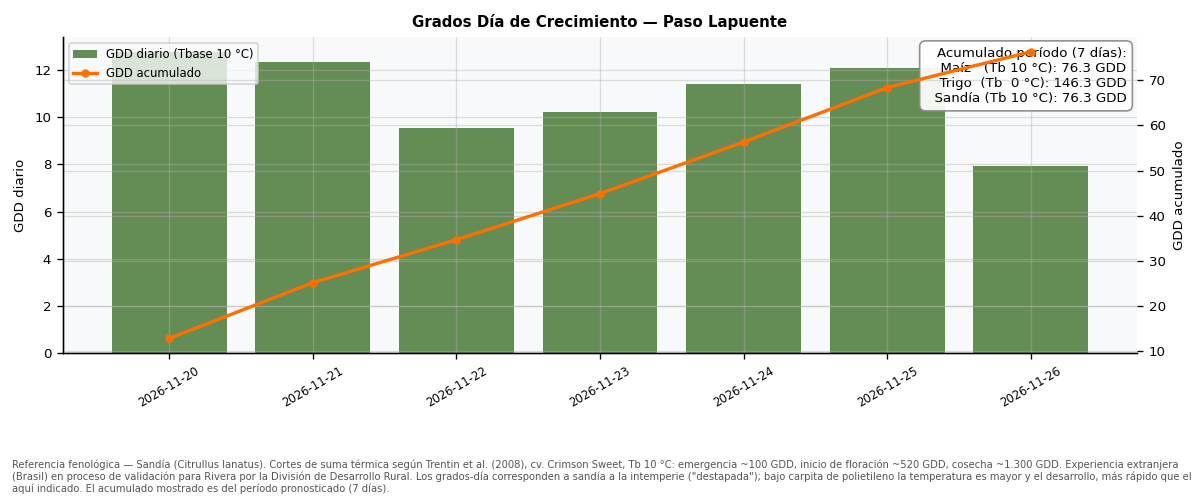 Grados Día de Crecimiento — Paso Lapuente
GDD diario (Tbase 10 °C)
GDD acumulado
Acumulado período (7 días):
Maíz (Tb 10 °C): 76.3 GDD
Trigo (Tb 0 °C): 146.3 GDD
Sandía (Tb 10 °C): 76.3 GDD
GDD diario
12
10
8
6
4
2
0
GDD acumulado
70
60
50
40
30
20
10
2026-11-20
2026-11-21
2026-11-22
2026-11-23
2026-11-24
2026-11-25
2026-11-26
Referencia fenológica — Sandía (Citrullus lanatus). Cortes de suma térmica según Trentin et al. (2008), cv. Crimson Sweet, Tb 10 °C: emergencia ~100 GDD, inicio de floración ~520 GDD, cosecha ~1.300 GDD. Experiencia extranjera
(Brasil) en proceso de validación para Rivera por la División de Desarrollo Rural. Los grados-día corresponden a sandía a la intemperie ("destapada"); bajo carpita de polietileno la temperatura es mayor y el desarrollo, más rápido que el
aquí indicado. El acumulado mostrado es del período pronosticado (7 días).